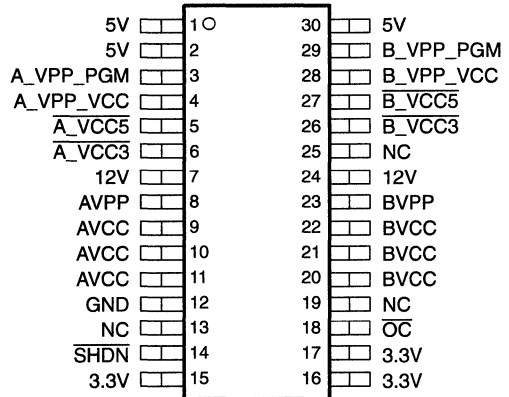 5V 1 30 5V
5V 2 29 B_VPP_PGM
A_VPP_PGM 3 28 B_VPP_VCC
A_VPP_VCC 4 27 B_VCC5
A_VCC5 5 26 B_VCC3
A_VCC3 6 25 NC
12V 7 24 12V
AVPP 8 23 BVPP
AVCC 9 22 BVCC
AVCC 10 21 BVCC
AVCC 11 20 BVCC
GND 12 19 NC
NC 13 18 OC
SHDN 14 17 3.3V
3.3V 15 16 3.3V